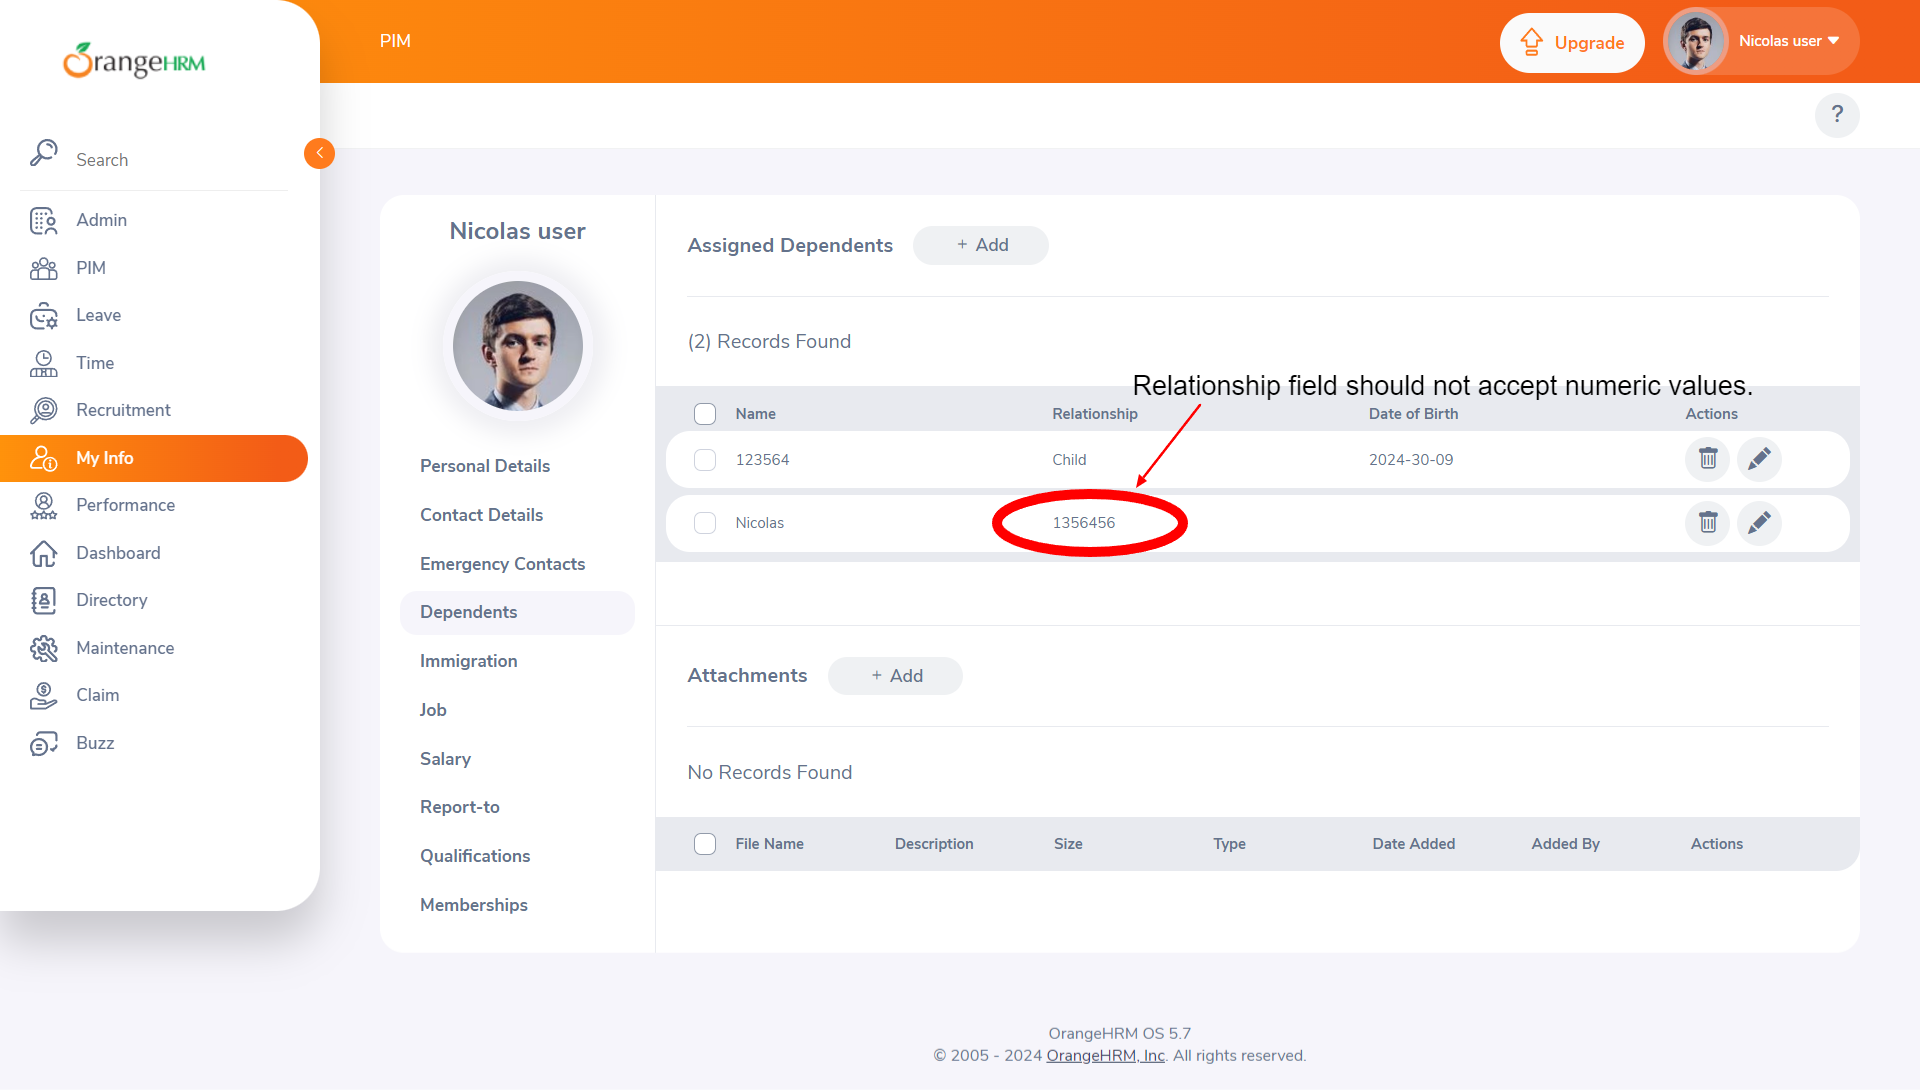 OrangeHRM
PIM
Upgrade
Nicolas user
?
Search
Admin
PIM
Leave
Time
Recruitment
My Info
Performance
Dashboard
Directory
Maintenance
Claim
Buzz
Nicolas user
Personal Details
Contact Details
Emergency Contacts
Dependents
Immigration
Job
Salary
Report-to
Qualifications
Memberships
Assigned Dependents + Add
(2) Records Found
Relationship field should not accept numeric values.
Name Relationship Date of Birth Actions
123564 Child 2024-30-09
Nicolas 1356456
Attachments + Add
No Records Found
File Name Description Size Type Date Added Added By Actions
OrangeHRM OS 5.7
© 2005 - 2024 OrangeHRM, Inc. All rights reserved.